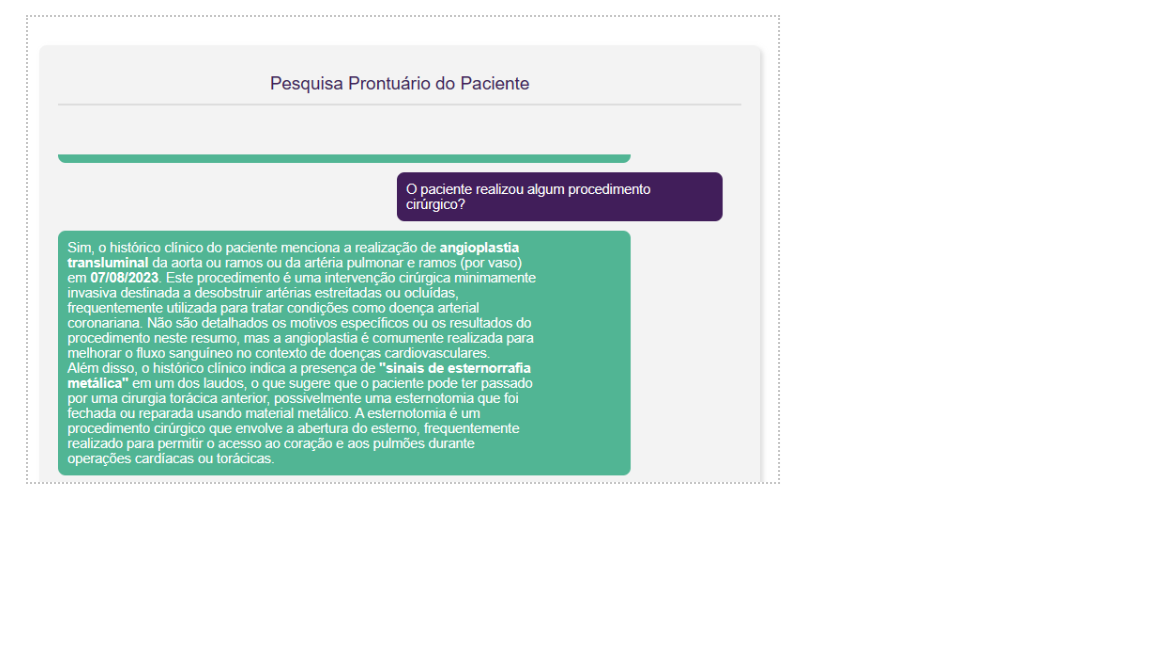 Pesquisa Prontuário do Paciente
O paciente realizou algum procedimento
cirúrgico?
Sim, o histórico clínico do paciente menciona a realização de angioplastia
transluminal da aorta ou ramos ou da artéria pulmonar e ramos (por vaso)
em 07/08/2023. Este procedimento é uma intervenção cirúrgica minimamente
invasiva destinada a desobstruir artérias estreitadas ou ocluídas,
frequentemente utilizada para tratar condições como doença arterial
coronariana. Não são detalhados os motivos específicos ou os resultados do
procedimento neste resumo, mas a angioplastia é comumente realizada para
melhorar o fluxo sanguíneo no contexto de doenças cardiovasculares.
Além disso, o histórico clínico indica a presença de "sinais de esternorrafia
metálica" em um dos laudos, o que sugere que o paciente pode ter passado
por uma cirurgia torácica anterior, possivelmente uma esternotomia que foi
fechada ou reparada usando material metálico. A esternotomia é um
procedimento cirúrgico que envolve a abertura do esterno, frequentemente
realizado para permitir o acesso ao coração e aos pulmões durante
operações cardíacas ou torácicas.